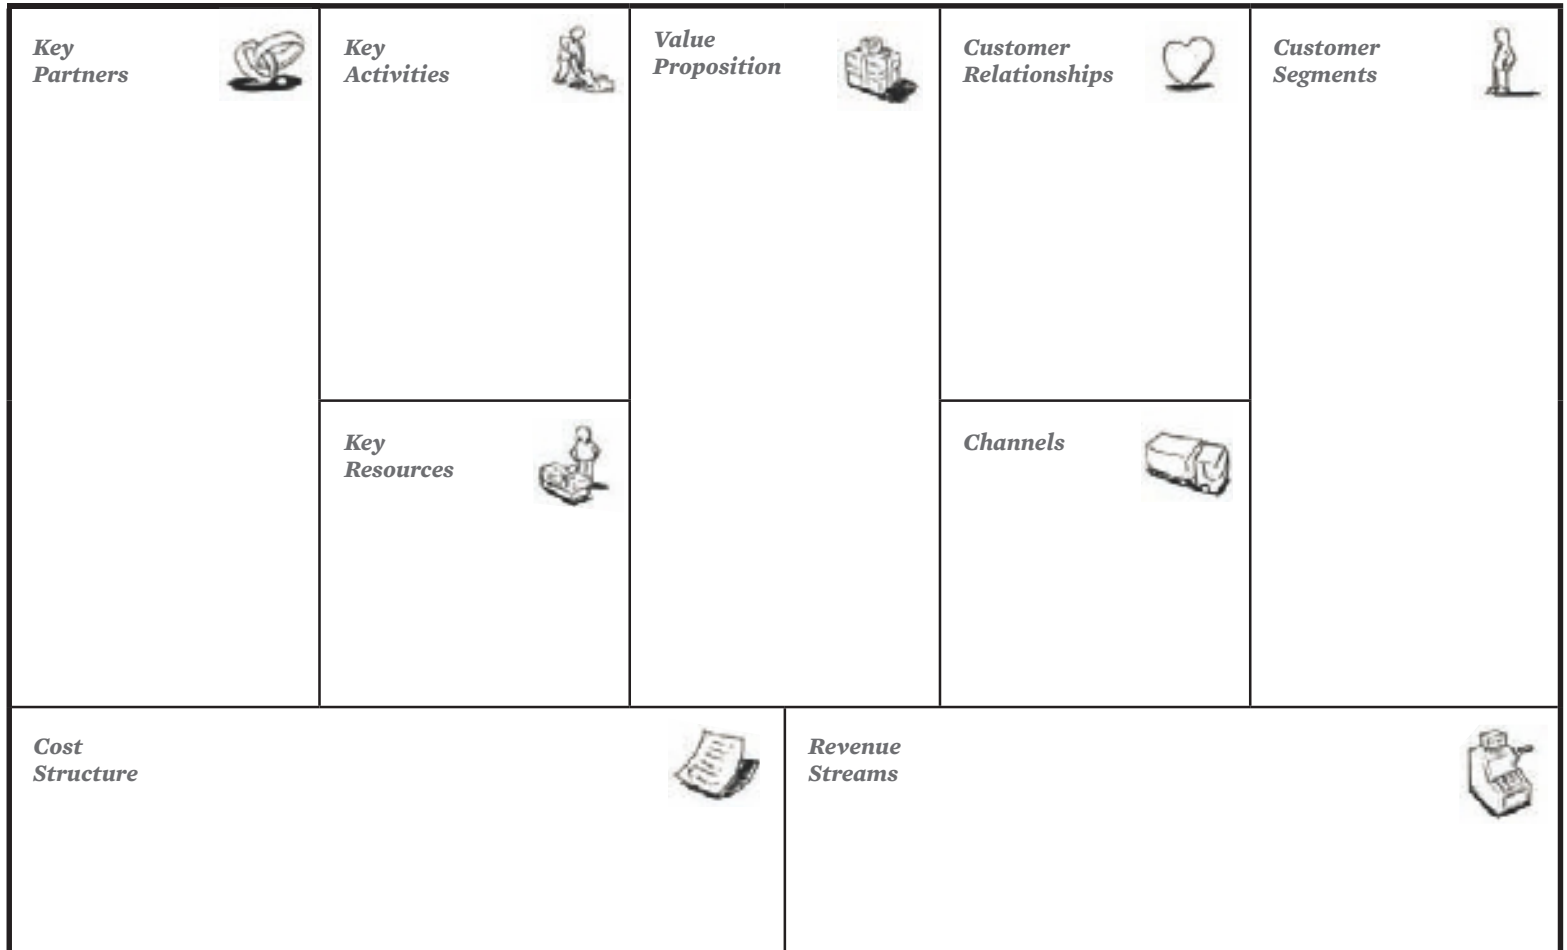 Key
Partners
Key
Activities
Value
Proposition
Customer
Relationships
Customer
Segments
Key
Resources
Channels
Cost
Structure
Revenue
Streams